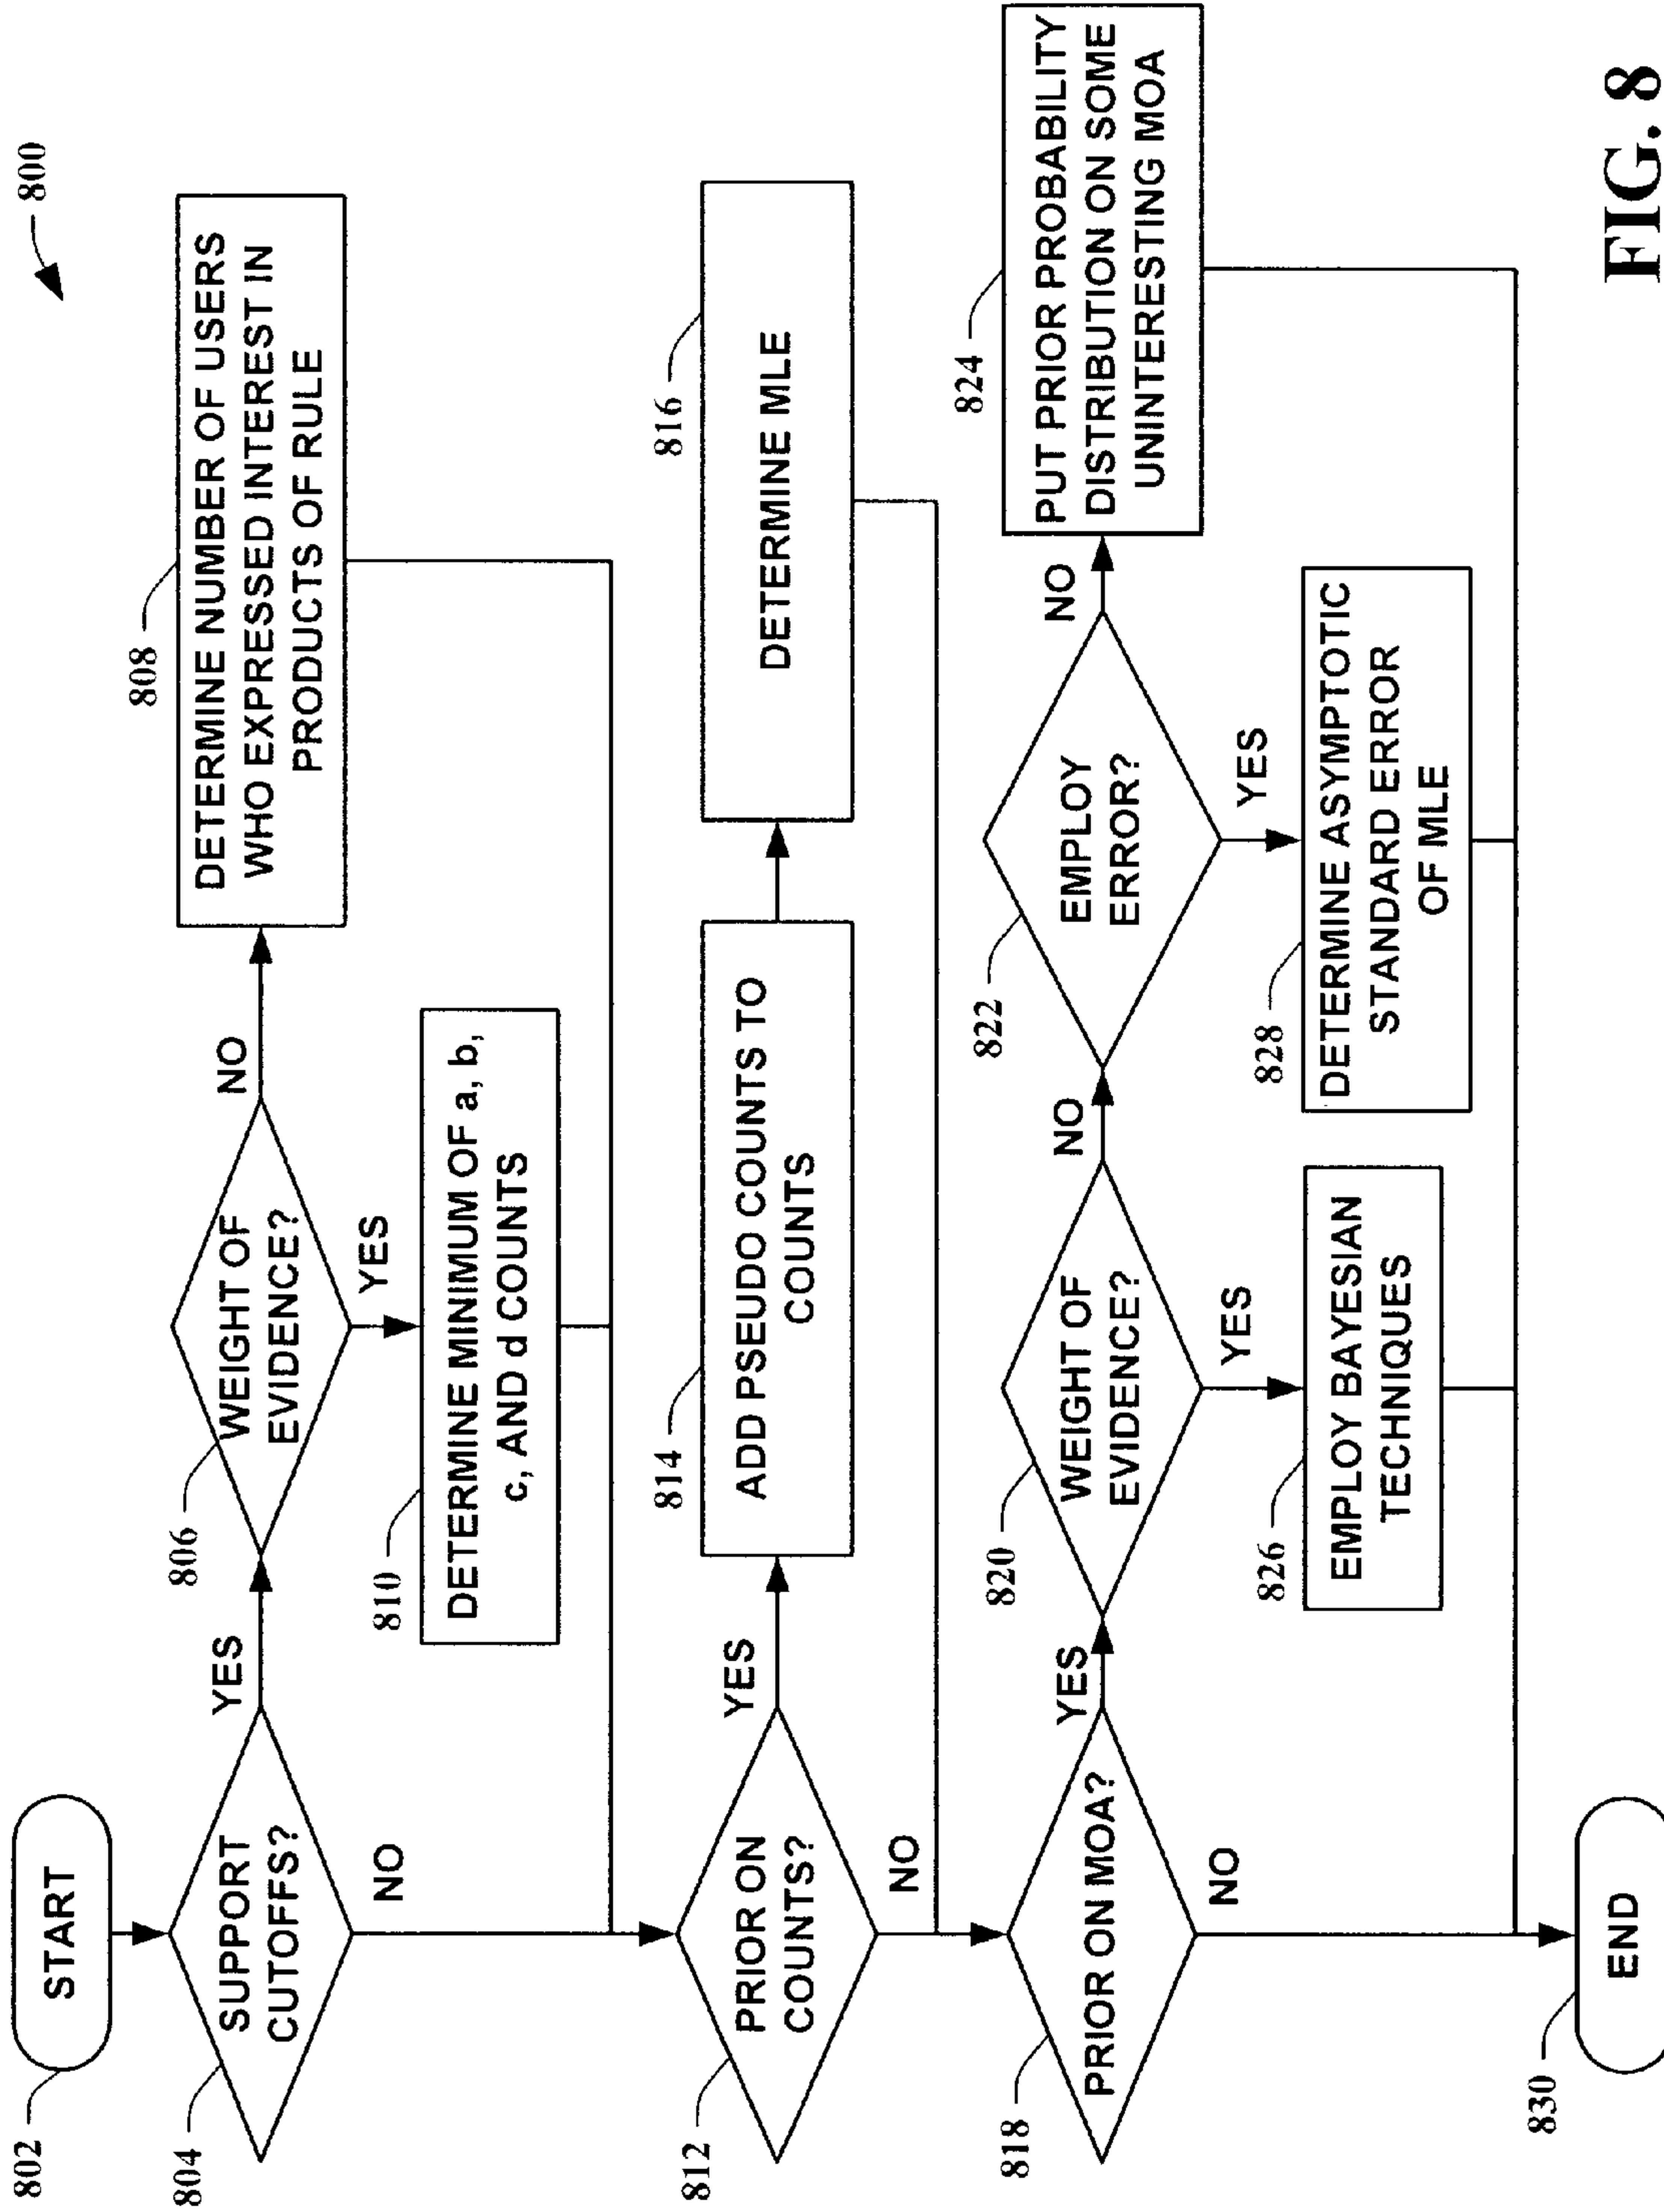 800
802
START
804
SUPPORT
CUTOFFS?
YES
NO
806
WEIGHT OF
EVIDENCE?
NO
YES
808
DETERMINE NUMBER OF USERS
WHO EXPRESSED INTEREST IN
PRODUCTS OF RULE
810
DETERMINE MINIMUM OF a, b,
c, AND d COUNTS
812
PRIOR ON
COUNTS?
YES
NO
814
ADD PSEUDO COUNTS TO
COUNTS
816
DETERMINE MLE
818
PRIOR ON MOA?
YES
NO
820
WEIGHT OF
EVIDENCE?
NO
YES
822
EMPLOY
ERROR?
NO
YES
824
PUT PRIOR PROBABILITY
DISTRIBUTION ON SOME
UNINTERESTING MOA
826
EMPLOY BAYESIAN
TECHNIQUES
828
DETERMINE ASYMPTOTIC
STANDARD ERROR
OF MLE
830
END
FIG. 8